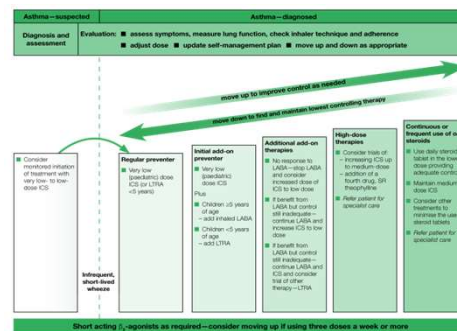 Asthma—suspected
Asthma—diagnosed
Diagnosis and
assessment
Evaluation: ■ assess symptoms, measure lung function, check inhaler technique and adherence
■ adjust dose ■ update self-management plan ■ move up and down as appropriate
move up to improve control as needed
move down to find and maintain lowest controlling therapy
■ Consider
monitored initiation
of treatment with
very low- to low-
dose ICS
Infrequent,
short-lived
wheeze
Regular preventer
■ Very low
(paediatric) dose
ICS (or LTRA
<5 years)
Initial add-on
preventer
■ Very low
(paediatric)
dose ICS
Plus
■ Children ≥5 years
of age
– add inhaled LABA
■ Children <5 years
of age
– add LTRA
Additional add-on
therapies
■ No response to
LABA—stop LABA
and consider
increased dose of
ICS to low dose
■ If benefit from
LABA but control
still inadequate—
continue LABA and
increase ICS to low
dose
■ If benefit from
LABA but control
still inadequate—
continue LABA and
ICS and consider
trial of other
therapy—LTRA
High-dose
therapies
■ Consider trials of:
– increasing ICS up
to medium-dose
– addition of a
fourth drug, SR
theophylline
■ Refer patient for
specialist care
Continuous or
frequent use of o
steroids
■ Use daily steroid
tablet in the low
dose providing
adequate contro
■ Maintain medium
dose ICS
■ Consider other
treatments to
minimise the use
steroid tablets
■ Refer patient for
specialist care
Short acting β₂-agonists as required—consider moving up if using three doses a week or more